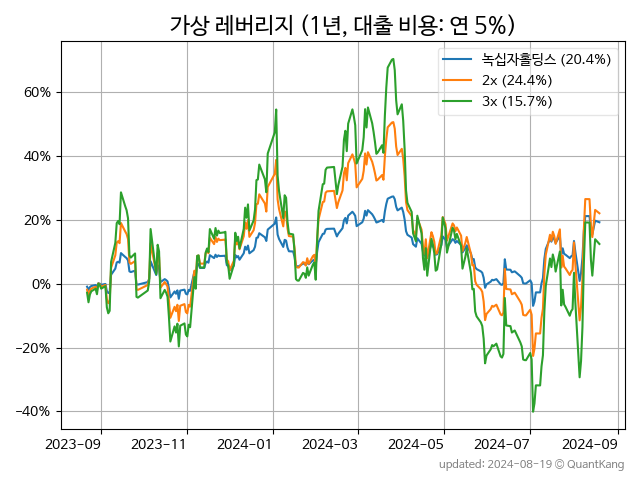 가상 레버리지 (1년, 대출 비용: 연 5%)
녹십자홀딩스 (20.4%)
2x (24.4%)
3x (15.7%)
60%
40%
20%
0%
−20%
−40%
2023-09 2023-11 2024-01 2024-03 2024-05 2024-07 2024-09
updated: 2024-08-19 © QuantKang